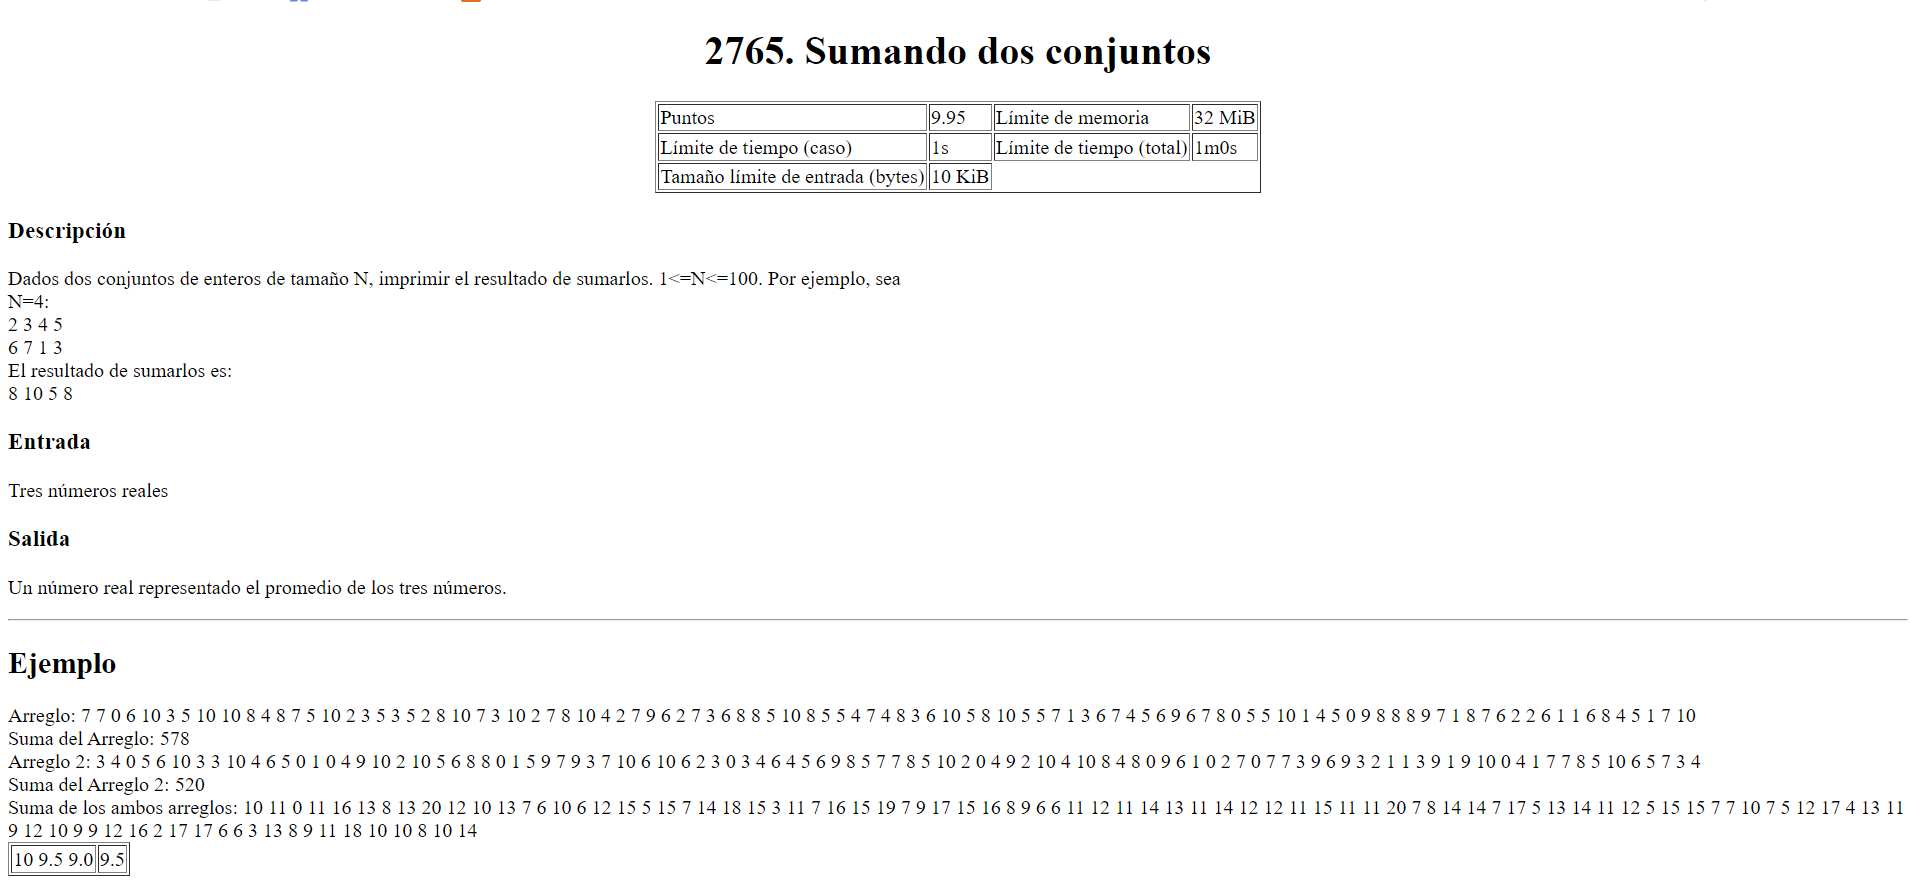 2765. Sumando dos conjuntos
Puntos 9.95 Límite de memoria 32 MiB
Límite de tiempo (caso) 1s Límite de tiempo (total) 1m0s
Tamaño límite de entrada (bytes) 10 KiB
Descripción
Dados dos conjuntos de enteros de tamaño N, imprimir el resultado de sumarlos. 1<=N<=100. Por ejemplo, sea
N=4:
2 3 4 5
6 7 1 3
El resultado de sumarlos es:
8 10 5 8
Entrada
Tres números reales
Salida
Un número real representado el promedio de los tres números.
Ejemplo
Arreglo: 7 7 0 6 10 3 5 10 10 8 4 8 7 5 10 2 3 5 3 5 2 8 10 7 3 10 2 7 8 10 4 2 7 9 6 2 7 3 6 8 8 5 10 8 5 5 4 7 4 8 3 6 10 5 8 10 5 5 7 1 3 6 7 4 5 6 9 6 7 8 0 5 5 10 1 4 5 0 9 8 8 8 9 7 1 8 7 6 2 2 6 1 1 6 8 4 5 1 7 10
Suma del Arreglo: 578
Arreglo 2: 3 4 0 5 6 10 3 3 10 4 6 5 0 1 0 4 9 10 2 10 5 6 8 8 0 1 5 9 7 9 3 7 10 6 10 6 2 3 0 3 4 6 4 5 6 9 8 5 7 7 8 5 10 2 0 4 9 2 10 4 10 8 4 8 0 9 6 1 0 2 7 0 7 7 3 9 6 9 3 2 1 1 3 9 1 9 10 0 4 1 7 7 8 5 10 6 5 7 3 4
Suma del Arreglo 2: 520
Suma de los ambos arreglos: 10 11 0 11 16 13 8 13 20 12 10 13 7 6 10 6 12 15 5 15 7 14 18 15 3 11 7 16 15 19 7 9 17 15 16 8 9 6 6 11 12 11 14 13 11 14 12 12 11 15 11 11 20 7 8 14 14 7 17 5 13 14 11 12 5 15 15 7 7 10 7 5 12 17 4 13 11
9 12 10 9 9 12 16 2 17 17 6 6 3 13 8 9 11 18 10 10 8 10 14
10 9.5 9.0 9.5